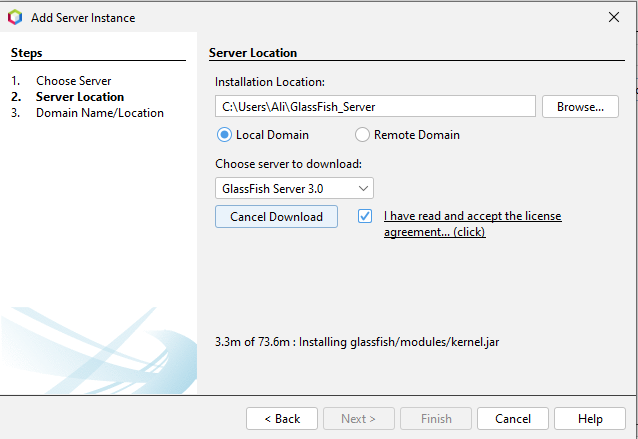 Add Server Instance
Steps
1. Choose Server
2. Server Location
3. Domain Name/Location
Server Location
Installation Location:
C:\Users\Ali\GlassFish_Server
Browse...
Local Domain
Remote Domain
Choose server to download:
GlassFish Server 3.0
Cancel Download
I have read and accept the license
agreement... (click)
3.3m of 73.6m : Installing glassfish/modules/kernel.jar
< Back
Next >
Finish
Cancel
Help